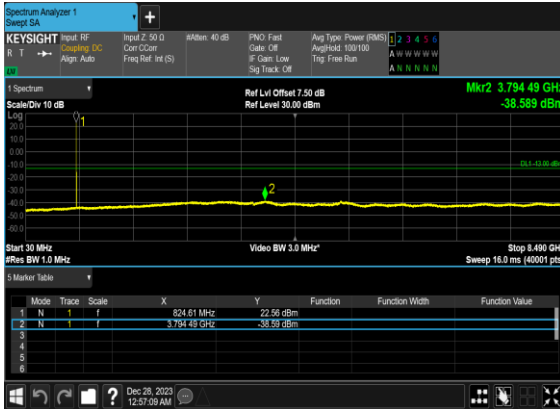 Spectrum Analyzer 1
Swept SA
+
KEYSIGHT Input: RF Input Z: 50 Ω #Atten: 40 dB PNO: Fast Avg Type: Power (RMS) 1 2 3 4 5 6
R T Coupling: DC Corr CCorr Gate: Off Avg|Hold: 100/100 A W W W W W
Align: Auto Freq Ref: Int (S) IF Gain: Low Trig: Free Run
LW Sig Track: Off A N N N N N
1 Spectrum Ref Lvl Offset 7.50 dB Mkr2 3.794 49 GHz
Scale/Div 10 dB Ref Level 30.00 dBm -38.589 dBm
Log
20.0
10.0
0.00
-10.0
-20.0
-30.0
-40.0
-50.0
-60.0
1
DL1 -13.00 dBm
2
Start 30 MHz Video BW 3.0 MHz* Stop 8.490 GHz
#Res BW 1.0 MHz Sweep 16.0 ms (40001 pts)
5 Marker Table
Mode Trace Scale X Y Function Function Width Function Value
1 N 1 f 824.61 MHz 22.56 dBm
2 N 1 f 3.794 49 GHz -38.59 dBm
3
4
5
6
? Dec 28, 2023
12:57:09 AM